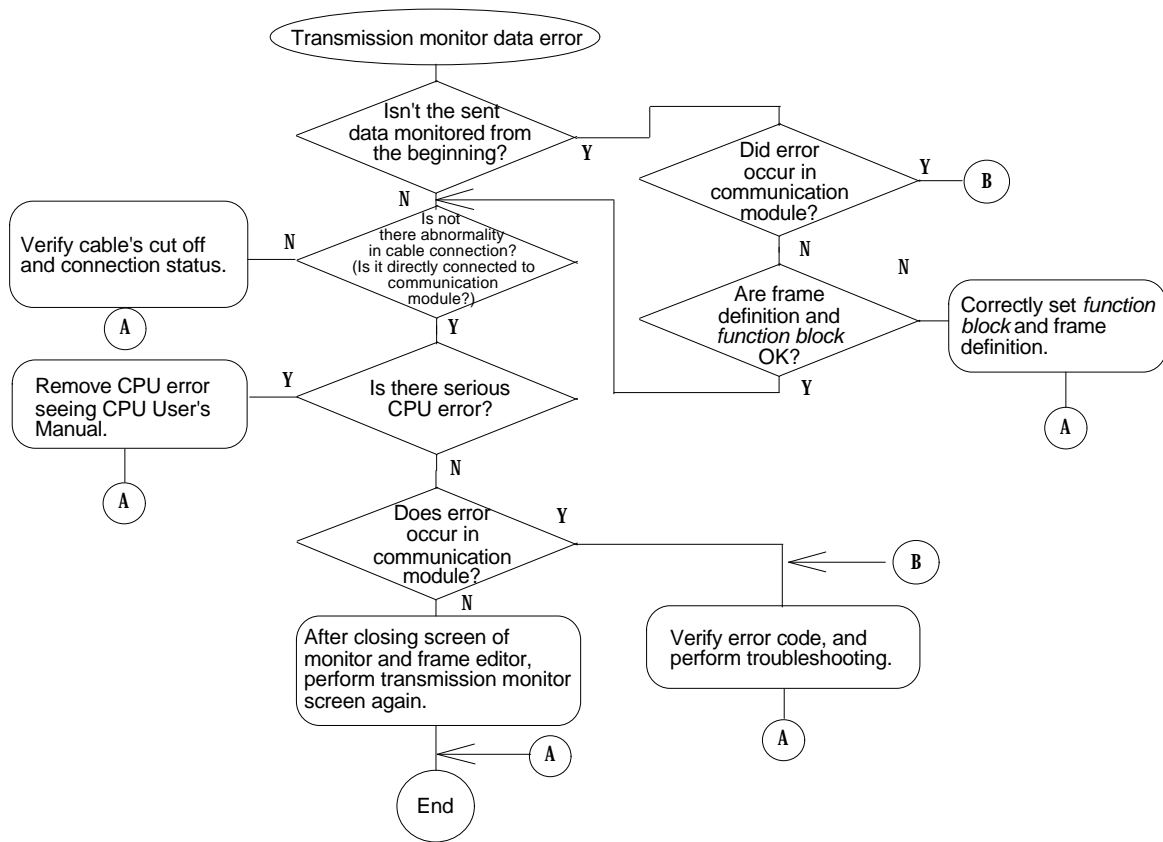 Transmission monitor data error
Isn't the sent
data monitored from
the beginning?
Y
N
Did error
occur in
communication
module?
Y
B
N
Are frame
definition and
function block
OK?
N
Y
Correctly set function
block and frame
definition.
A
Is not
there abnormality
in cable connection?
(Is it directly connected to
communication
module?)
N
Y
Verify cable's cut off
and connection status.
A
Is there serious
CPU error?
Y
N
Remove CPU error
seeing CPU User's
Manual.
A
Does error
occur in
communication
module?
Y
N
B
Verify error code, and
perform troubleshooting.
A
After closing screen of
monitor and frame editor,
perform transmission monitor
screen again.
A
End